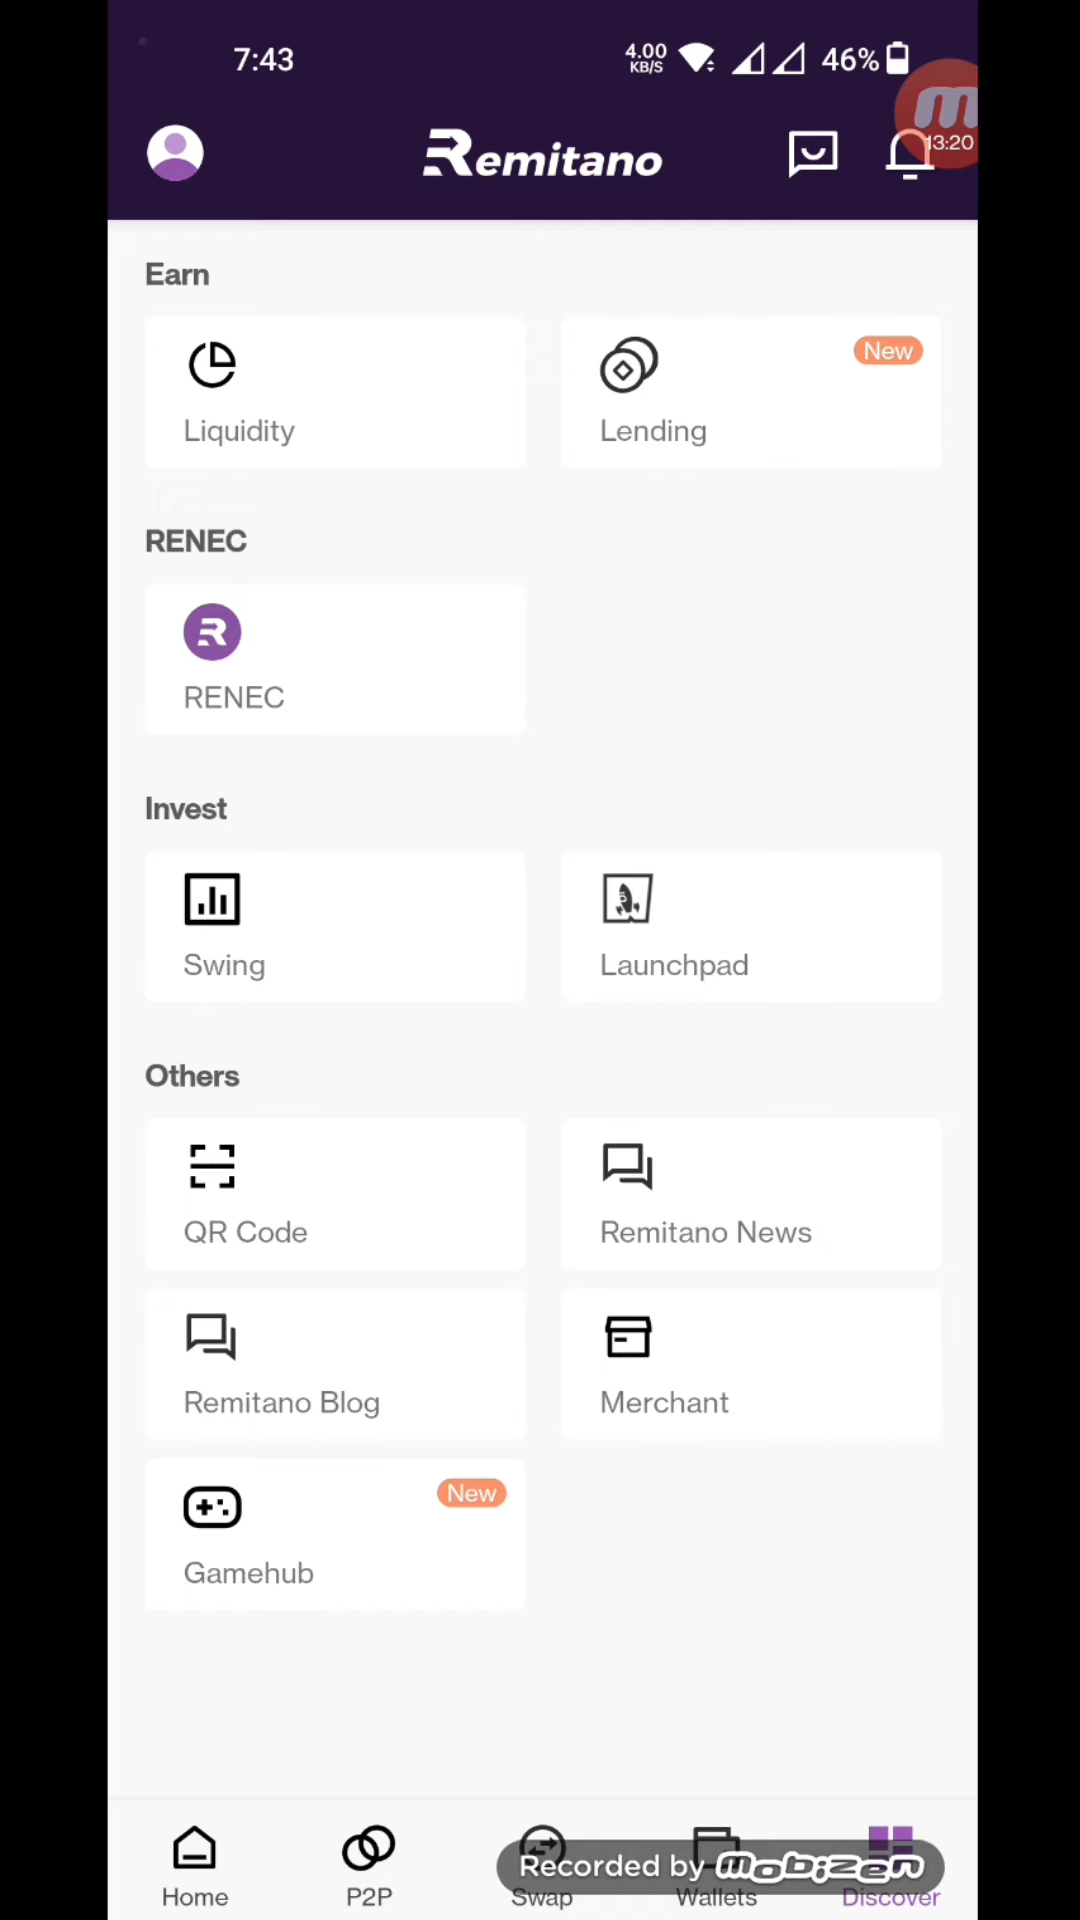 7:43
4.00
KB/S
46%
Remitano
13:20
Earn
Liquidity
New
Lending
RENEC
RENEC
Invest
Swing
Launchpad
Others
QR Code
Remitano News
Remitano Blog
Merchant
New
Gamehub
Recorded by mobizen
Home
P2P
Swap
Wallets
Discover